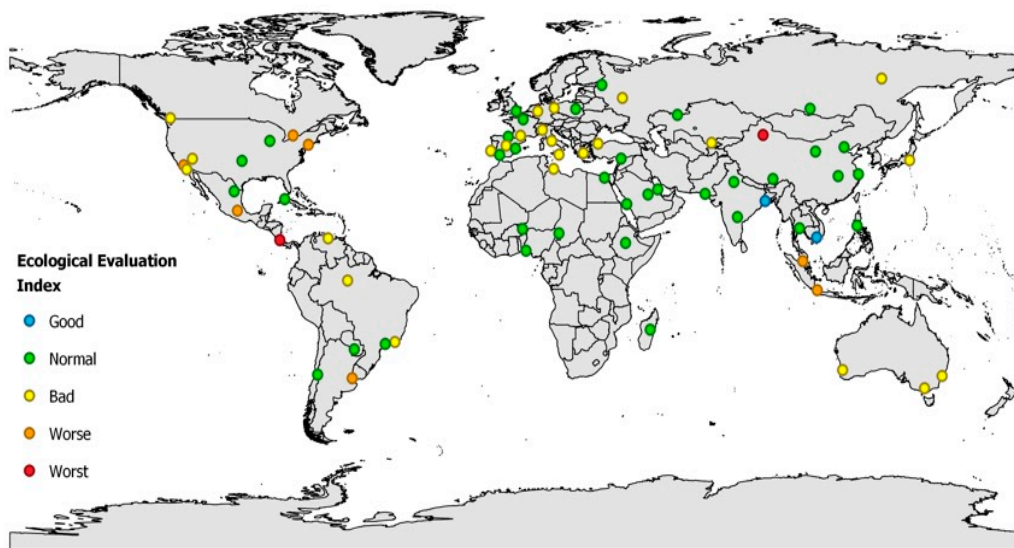 Ecological Evaluation
Index
Good
Normal
Bad
Worse
Worst